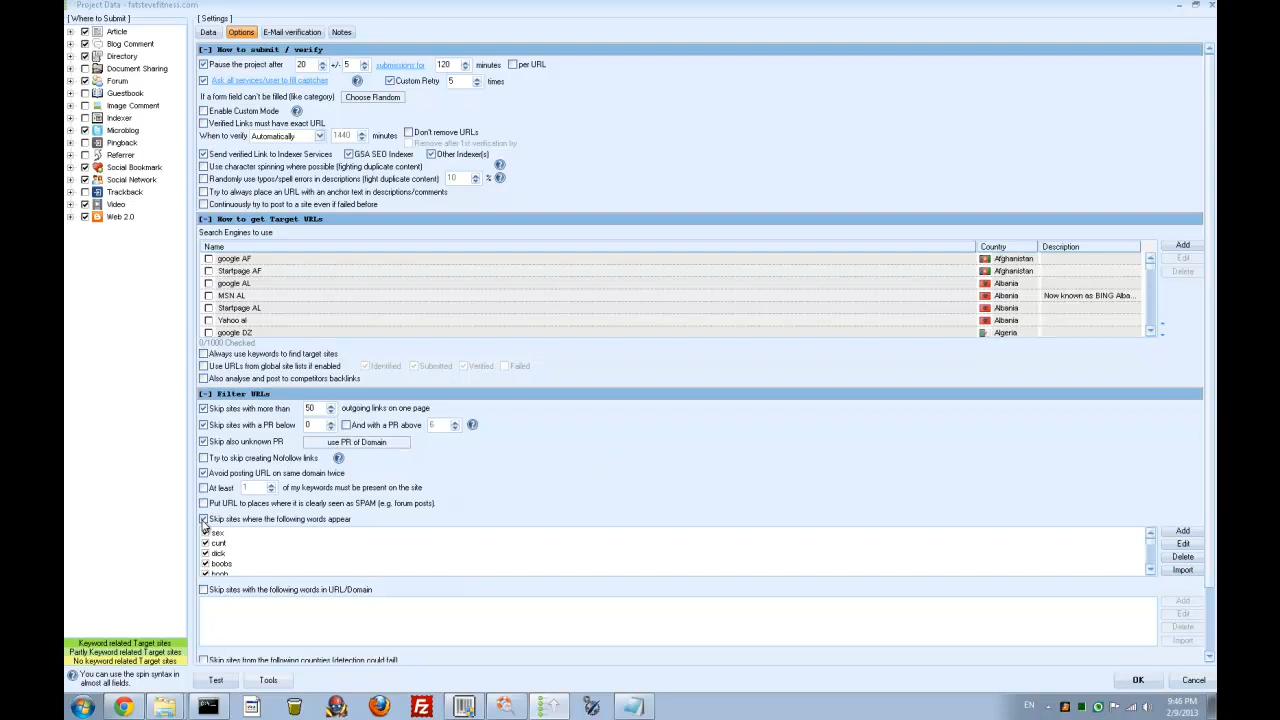 Project Data - fatstevefitness.com
[ Where to Submit ]
Article
Blog Comment
Directory
Document Sharing
Forum
Guestbook
Image Comment
Indexer
Microblog
Pingback
Referrer
Social Bookmark
Social Network
Trackback
Video
Web 2.0
Keyword related Target sites
Partly Keyword related Target sites
No keyword related Target sites
You can use the spin syntax in
almost all fields.
[ Settings ]
Data Options E-Mail verification Notes
[-] How to submit / verify
Pause the project after 20 +/- 5 submissions for 120 minutes per URL
Ask all services/user to fill captchas Custom Retry 5 times
If a form field can't be filled (like category) Choose Random
Enable Custom Mode
Verified Links must have exact URL
When to verify Automatically 1440 minutes Don't remove URLs
Remove after 1st verification by
Send verified Link to Indexer Services GSA SEO Indexer Other Indexer(s)
Use character spinning where possible (fighting duplicate content)
Randomly use typos/spell errors in descriptions (fight duplicate content) 10 %
Try to always place an URL with an anchor text in descriptions/comments
Continuously try to post to a site even if failed before
[-] How to get Target URLs
Search Engines to use
Name Country Description
google AF Afghanistan
Startpage AF Afghanistan
google AL Albania
MSN AL Albania Now known as BING Alba...
Startpage AL Albania
Yahoo al Albania
google DZ Algeria
Add
Edit
Delete
0/1000 Checked
Always use keywords to find target sites
Use URLs from global site lists if enabled Identified Submitted Verified Failed
Also analyse and post to competitors backlinks
[-] Filter URLs
Skip sites with more than 50 outgoing links on one page
Skip sites with a PR below 0 And with a PR above 6
Skip also unknown PR use PR of Domain
Try to skip creating Nofollow links
Avoid posting URL on same domain twice
At least 1 of my keywords must be present on the site
Put URL to places where it is clearly seen as SPAM (e.g. forum posts).
Skip sites where the following words appear
sex
cunt
dick
boobs
boob
Add
Edit
Delete
Import
Skip sites with the following words in URL/Domain
Add
Edit
Delete
Import
Skip sites from the following countries (detection could fail)
Test Tools OK Cancel
EN 9:46 PM
2/9/2013